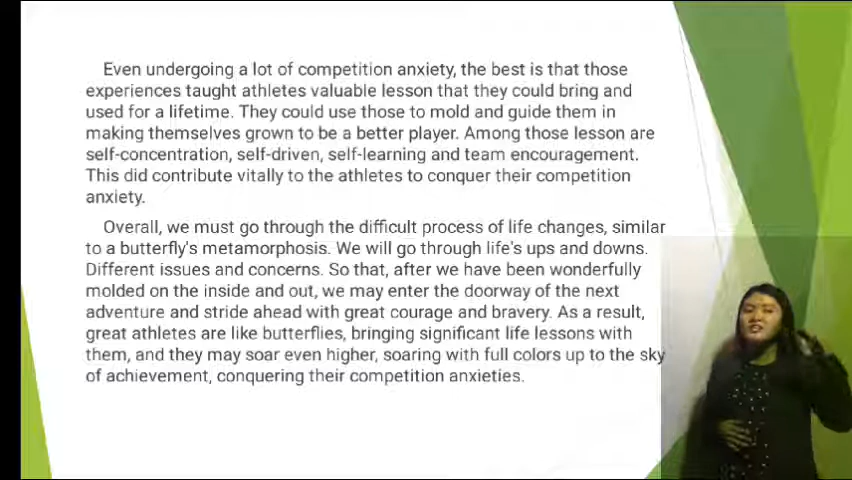 Even undergoing a lot of competition anxiety, the best is that those
experiences taught athletes valuable lesson that they could bring and
used for a lifetime. They could use those to mold and guide them in
making themselves grown to be a better player. Among those lesson are
self-concentration, self-driven, self-learning and team encouragement.
This did contribute vitally to the athletes to conquer their competition
anxiety.
Overall, we must go through the difficult process of life changes, similar
to a butterfly's metamorphosis. We will go through life's ups and downs.
Different issues and concerns. So that, after we have been wonderfully
molded on the inside and out, we may enter the doorway of the next
adventure and stride ahead with great courage and bravery. As a result,
great athletes are like butterflies, bringing significant life lessons with
them, and they may soar even higher, soaring with full colors up to the sky
of achievement, conquering their competition anxieties.